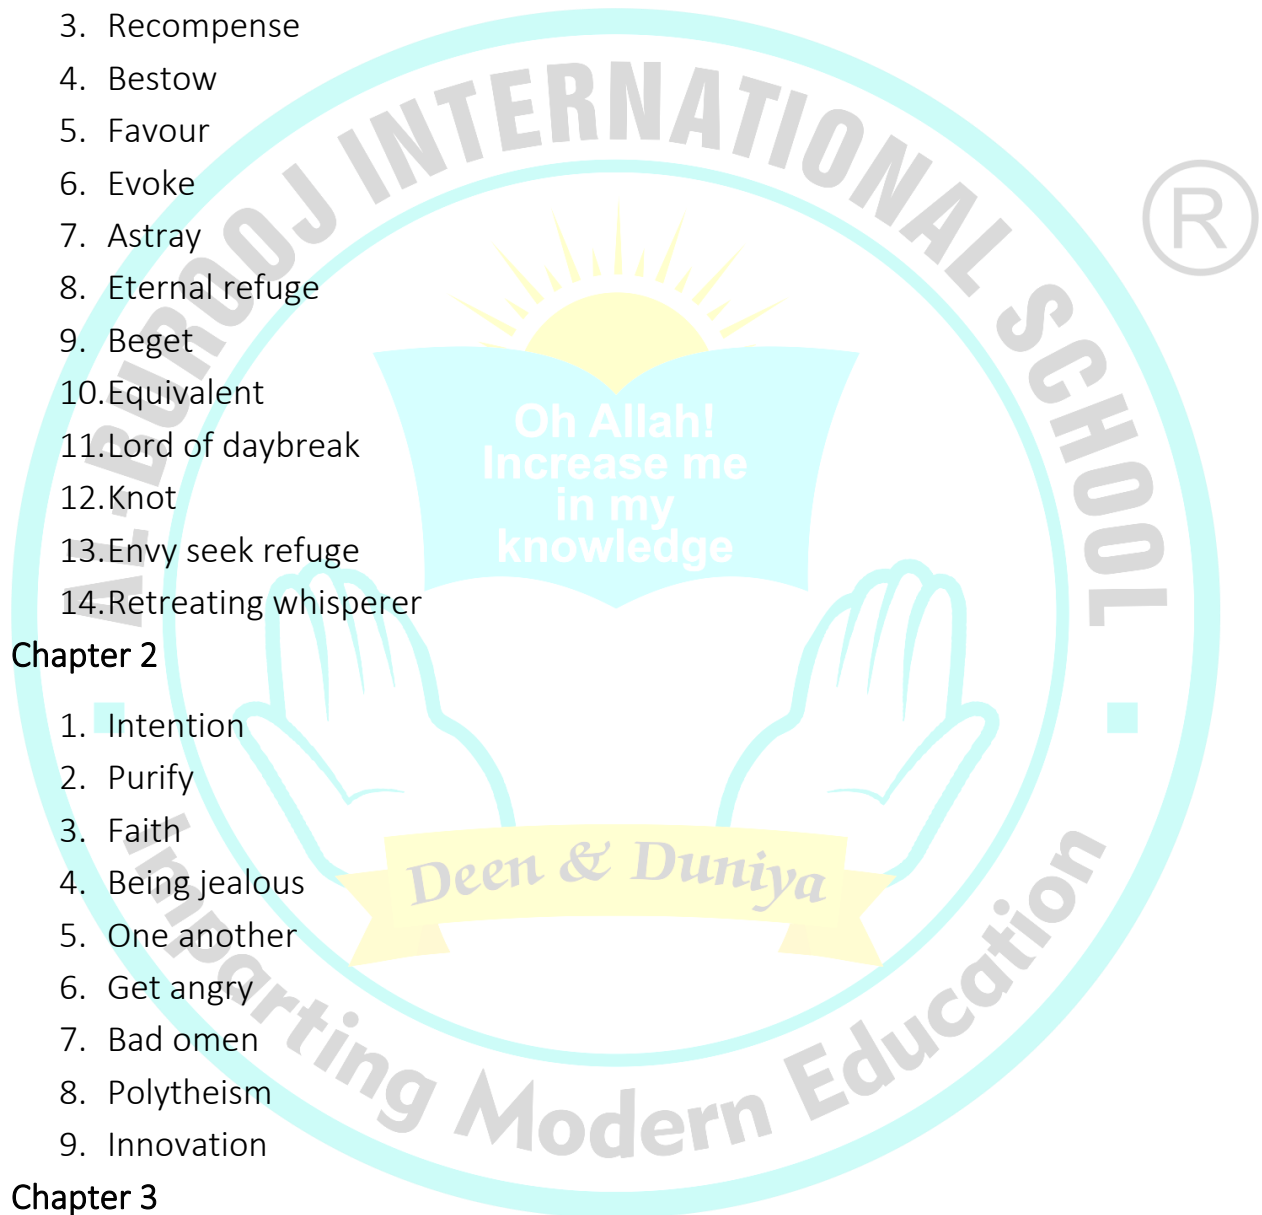 3. Recompense
4. Bestow
5. Favour
6. Evoke
7. Astray
8. Eternal refuge
9. Beget
10.Equivalent
11.Lord of daybreak
12.Knot
13.Envy seek refuge
14.Retreating whisperer
Chapter 2
1. Intention
2. Purify
3. Faith
4. Being jealous
5. One another
6. Get angry
7. Bad omen
8. Polytheism
9. Innovation
Chapter 3
AL-BUROOJ INTERNATIONAL SCHOOL
®
Oh Allah!
Increase me
in my
knowledge
Deen & Duniya
Imparting Modern Education